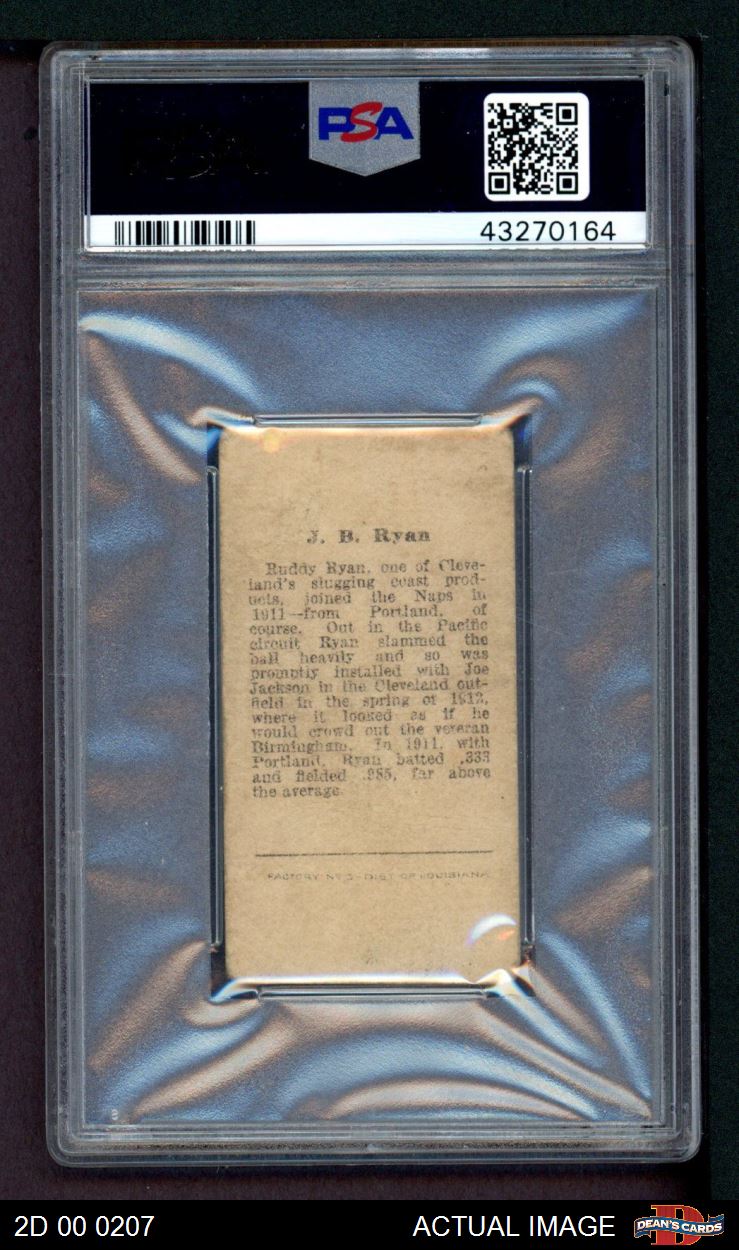 PSA
43270164
J. B. Ryan
Buddy Ryan, one of Cleve-
land's slugging coast prod-
ucts, joined the Naps in
1911--from Portland, of
course. Out in the Pacific
circuit Ryan slammed the
ball heavily and so was
promptly installed with Joe
Jackson in the Cleveland out-
field in the spring of 1912,
where it looked as if he
would crowd out the veteran
Birmingham. In 1911, with
Portland, Ryan batted .333
and fielded .985, far above
the average.
FACTORY Nº 3 - DIST OF LOUISIANA
2D 00 0207
ACTUAL IMAGE
DEAN'S CARDS